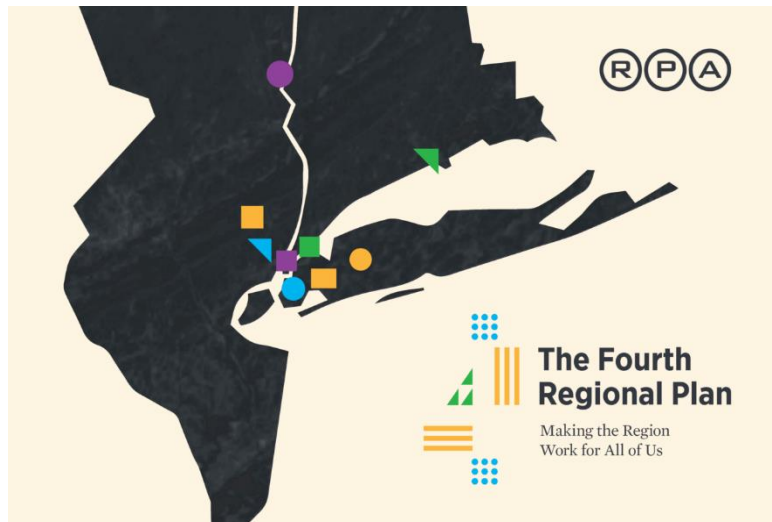 RPA
The Fourth
Regional Plan
Making the Region
Work for All of Us